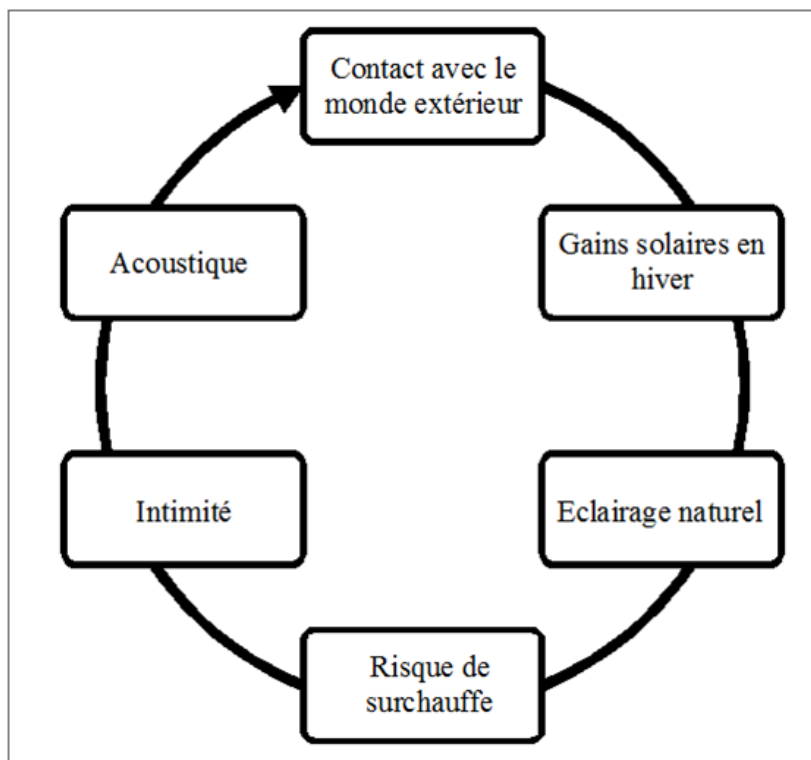 Contact avec le
monde extérieur
Gains solaires en
hiver
Eclairage naturel
Risque de
surchauffe
Intimité
Acoustique